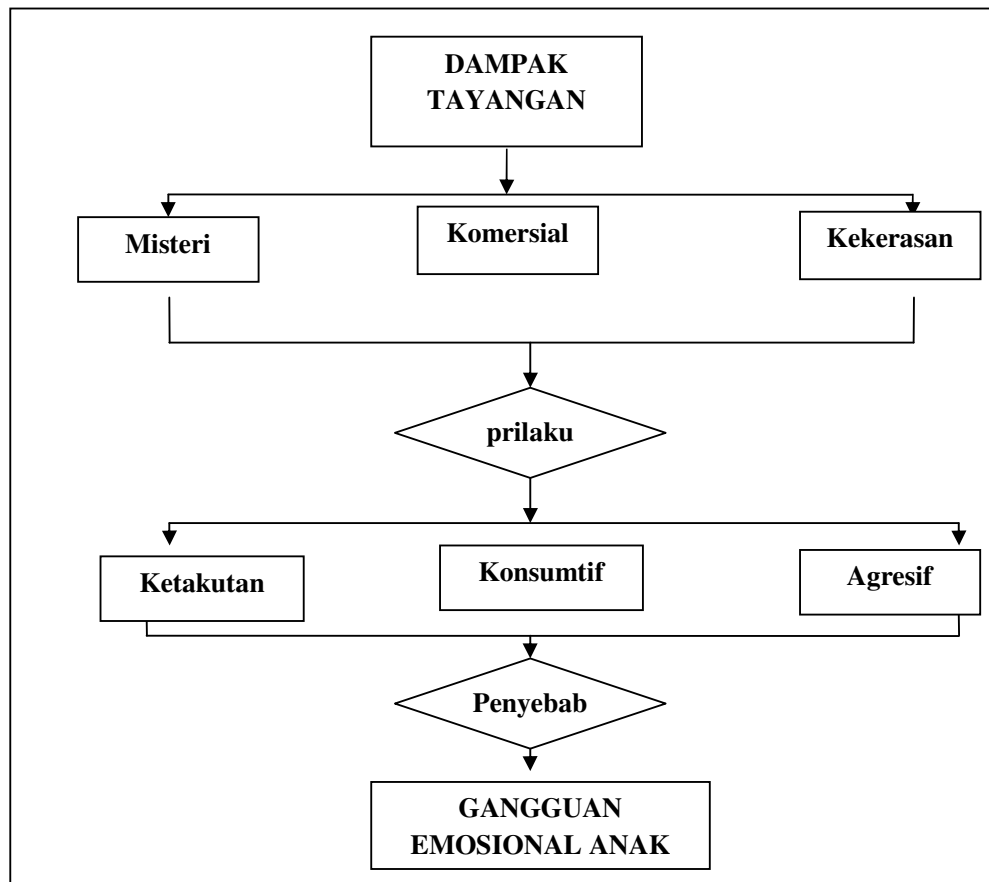 DAMPAK
TAYANGAN
Misteri
Komersial
Kekerasan
prilaku
Ketakutan
Konsumtif
Agresif
Penyebab
GANGGUAN
EMOSIONAL ANAK